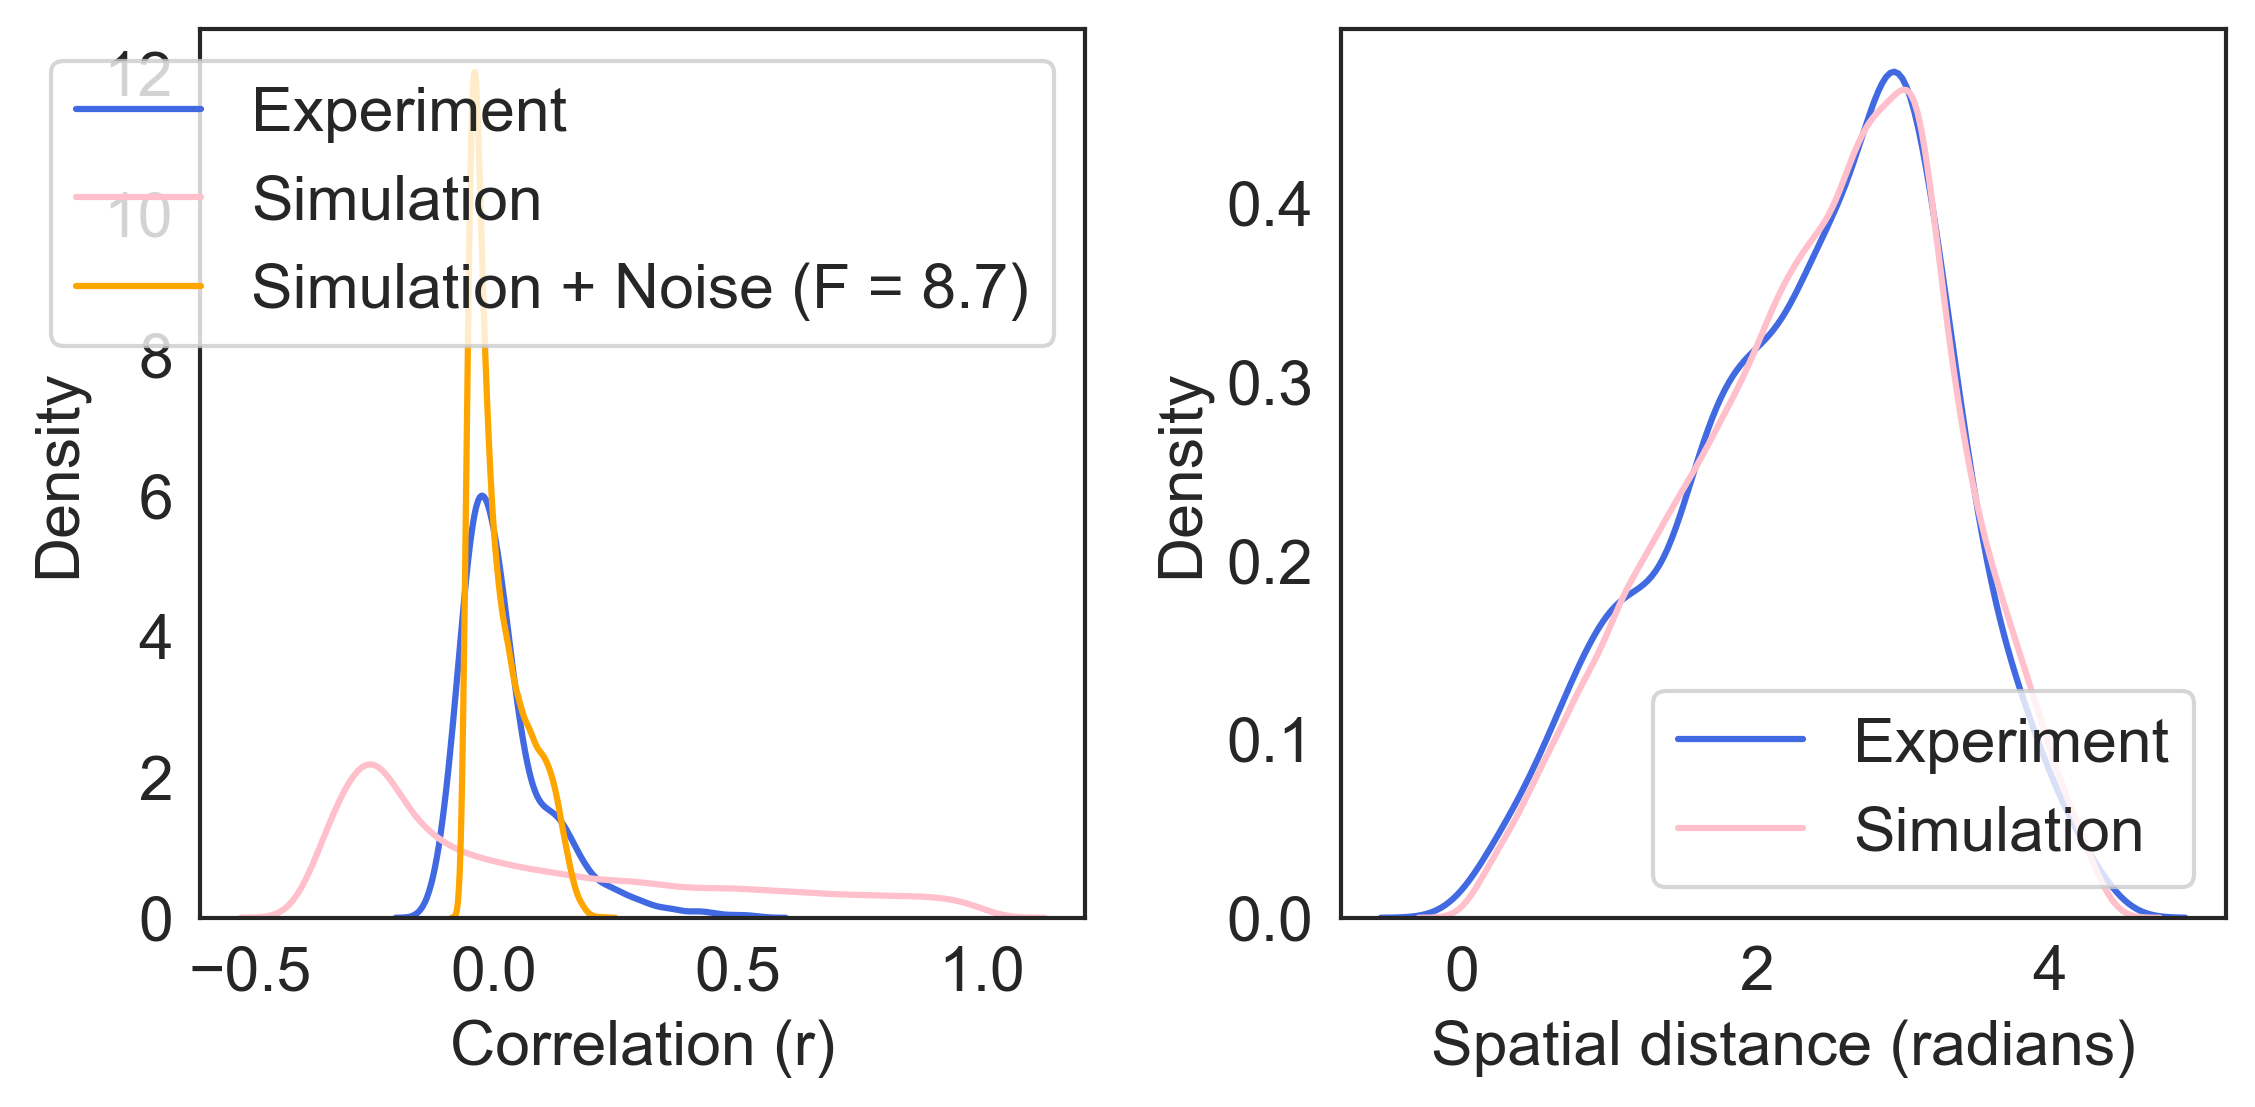 12
10
8
6
4
2
0
Density
Experiment
Simulation
Simulation + Noise (F = 8.7)
−0.5 0.0 0.5 1.0
Correlation (r)
0.4
0.3
0.2
0.1
0.0
Density
Experiment
Simulation
0 2 4
Spatial distance (radians)